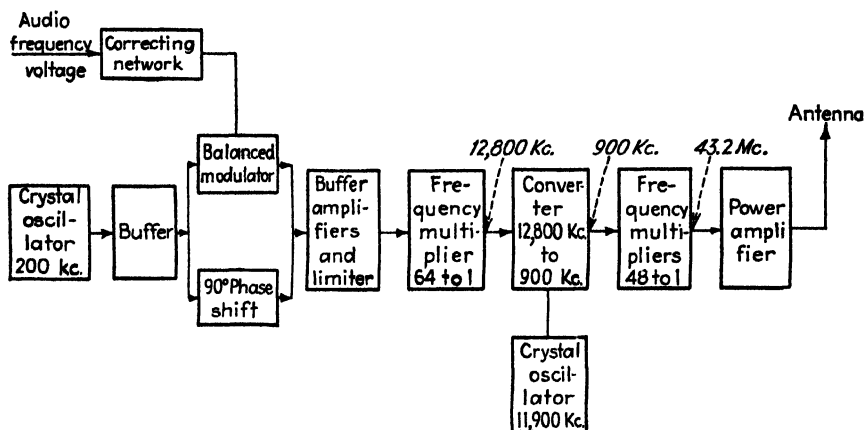 Audio
frequency
voltage
Correcting
network
Antenna
Balanced
modulator
12,800 Kc.
900 Kc.
43.2 Mc.
Crystal
oscil-
lator
200 kc.
Buffer
90° Phase
shift
Buffer
ampli-
fiers
and
limiter
Fre-
quency
multi-
plier
64 to 1
Conver-
ter
12,800 Kc.
to
900 Kc.
Fre-
quency
multi-
pliers
48 to 1
Power
ampli-
fier
Crystal
oscil-
lator
11,900 Kc.